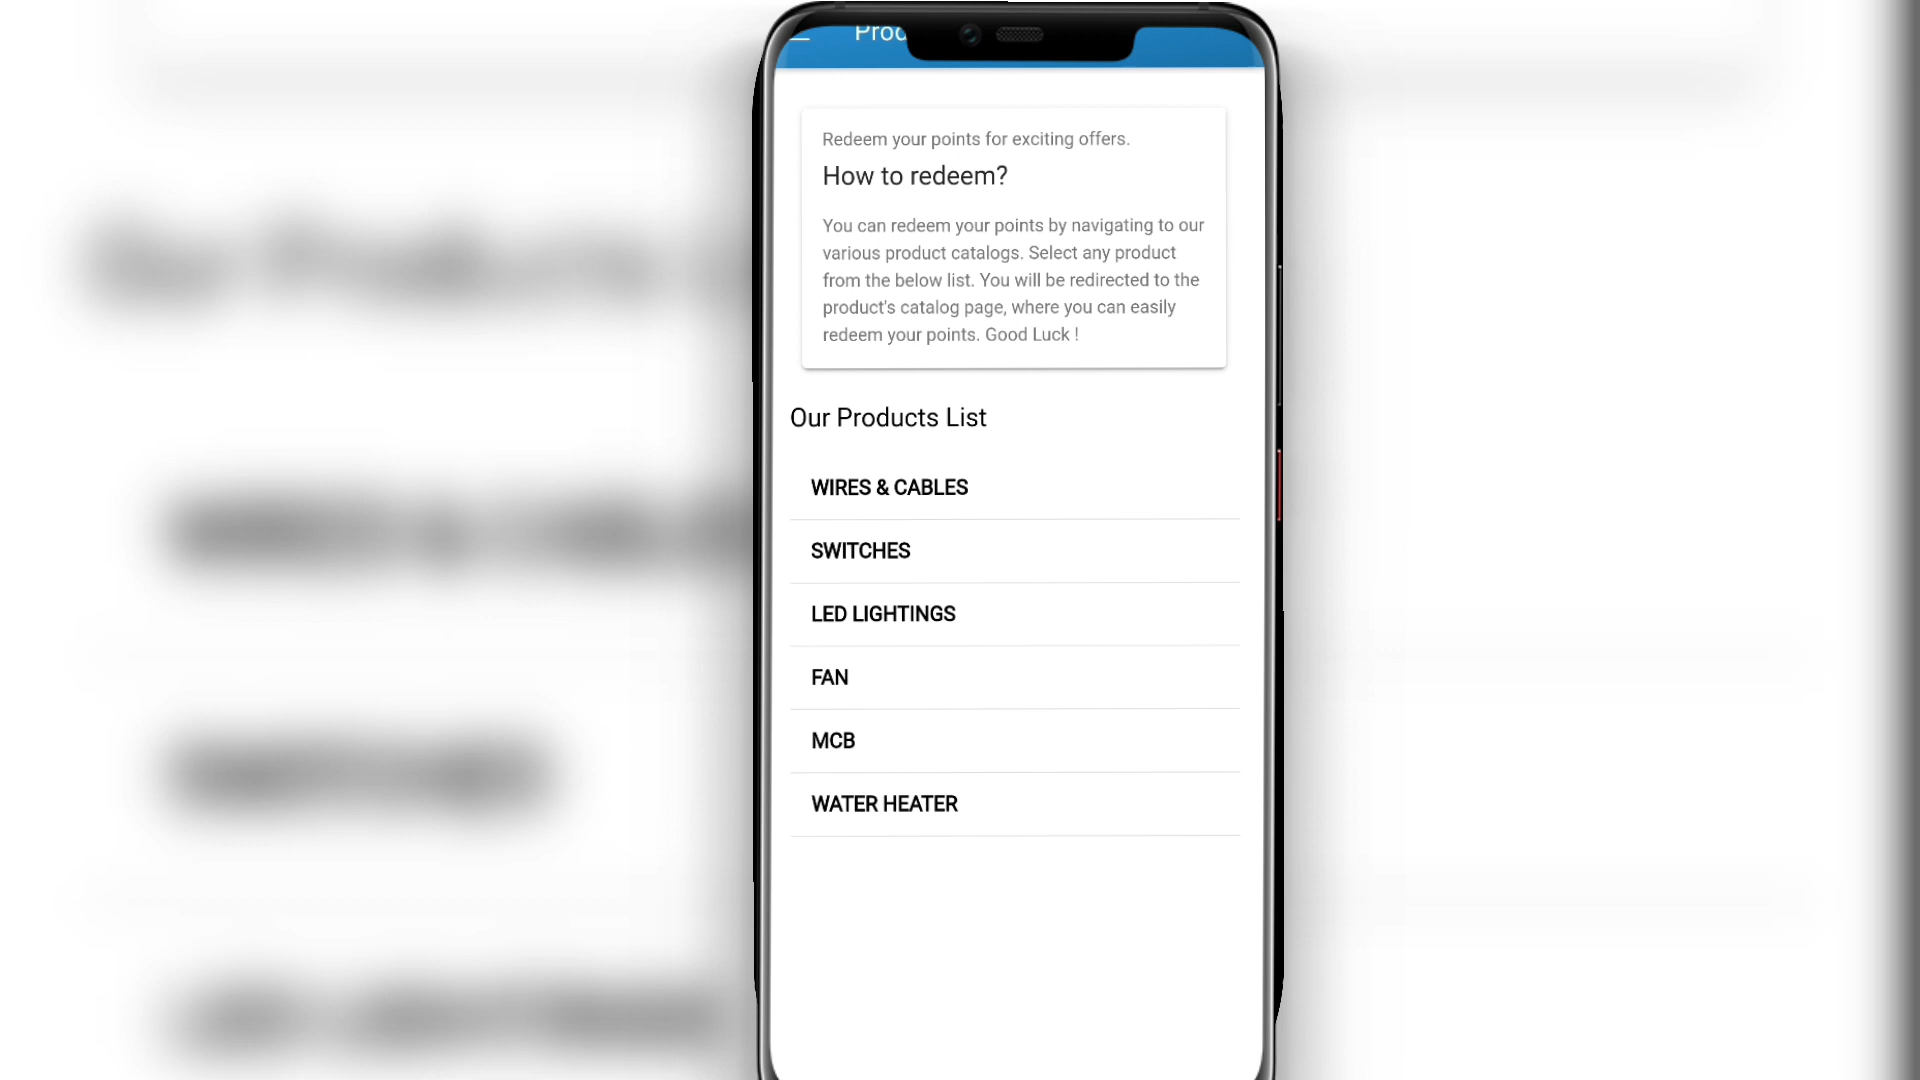 Redeem your points for exciting offers.
How to redeem?
You can redeem your points by navigating to our
various product catalogs. Select any product
from the below list. You will be redirected to the
product's catalog page, where you can easily
redeem your points. Good Luck !
Our Products List
WIRES & CABLES
SWITCHES
LED LIGHTINGS
FAN
MCB
WATER HEATER